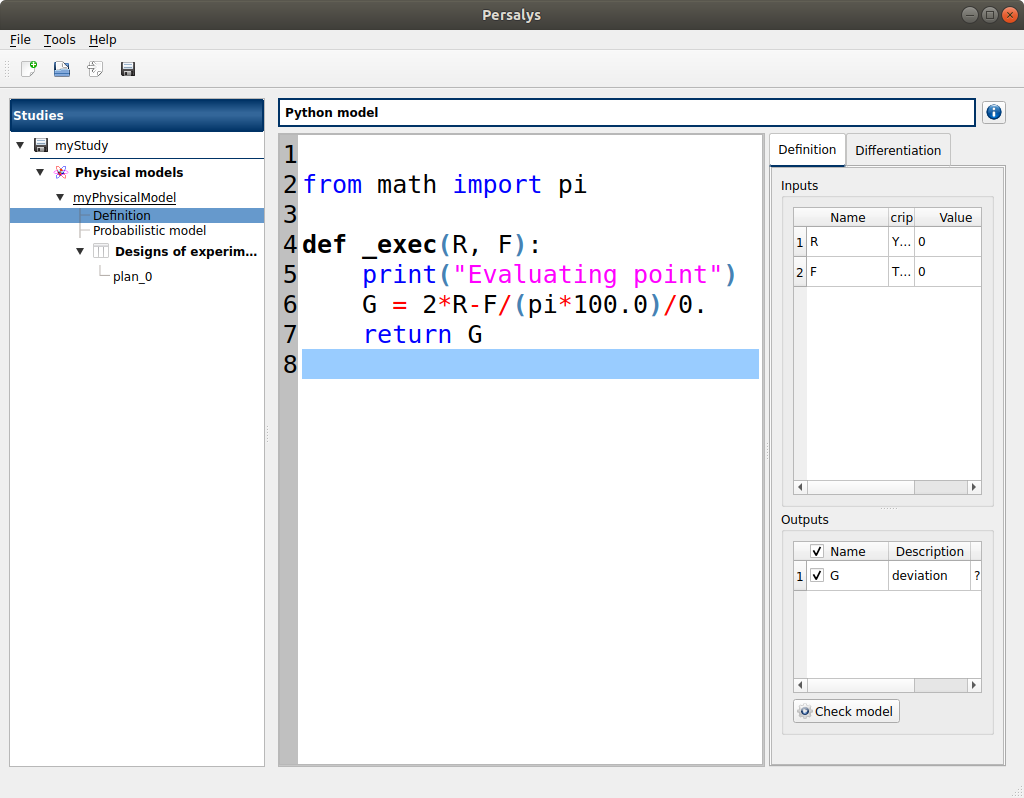 Persalys
File Tools Help
Studies
myStudy
Physical models
myPhysicalModel
Definition
Probabilistic model
Designs of experim...
plan_0
Python model
1
2 from math import pi
3
4 def _exec(R, F):
5     print("Evaluating point")
6     G = 2*R-F/(pi*100.0)/0.
7     return G
8
Definition Differentiation
Inputs
Name crip Value
1 R Y... 0
2 F T... 0
Outputs
Name Description
1 G deviation ?
Check model